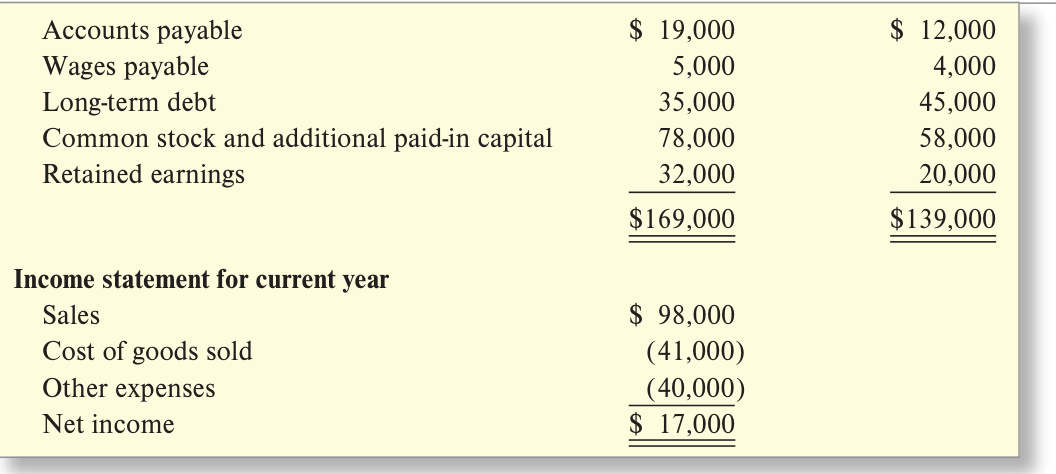 Accounts payable $ 19,000 $ 12,000
Wages payable 5,000 4,000
Long-term debt 35,000 45,000
Common stock and additional paid-in capital 78,000 58,000
Retained earnings 32,000 20,000
$169,000 $139,000
Income statement for current year
Sales $ 98,000
Cost of goods sold (41,000)
Other expenses (40,000)
Net income $ 17,000